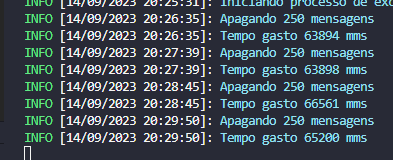 INFO [14/09/2023 20:25:31]: Iniciando processo de exc
INFO [14/09/2023 20:26:35]: Apagando 250 mensagens
INFO [14/09/2023 20:26:35]: Tempo gasto 63894 mms
INFO [14/09/2023 20:27:39]: Apagando 250 mensagens
INFO [14/09/2023 20:27:39]: Tempo gasto 63898 mms
INFO [14/09/2023 20:28:45]: Apagando 250 mensagens
INFO [14/09/2023 20:28:45]: Tempo gasto 66561 mms
INFO [14/09/2023 20:29:50]: Apagando 250 mensagens
INFO [14/09/2023 20:29:50]: Tempo gasto 65200 mms